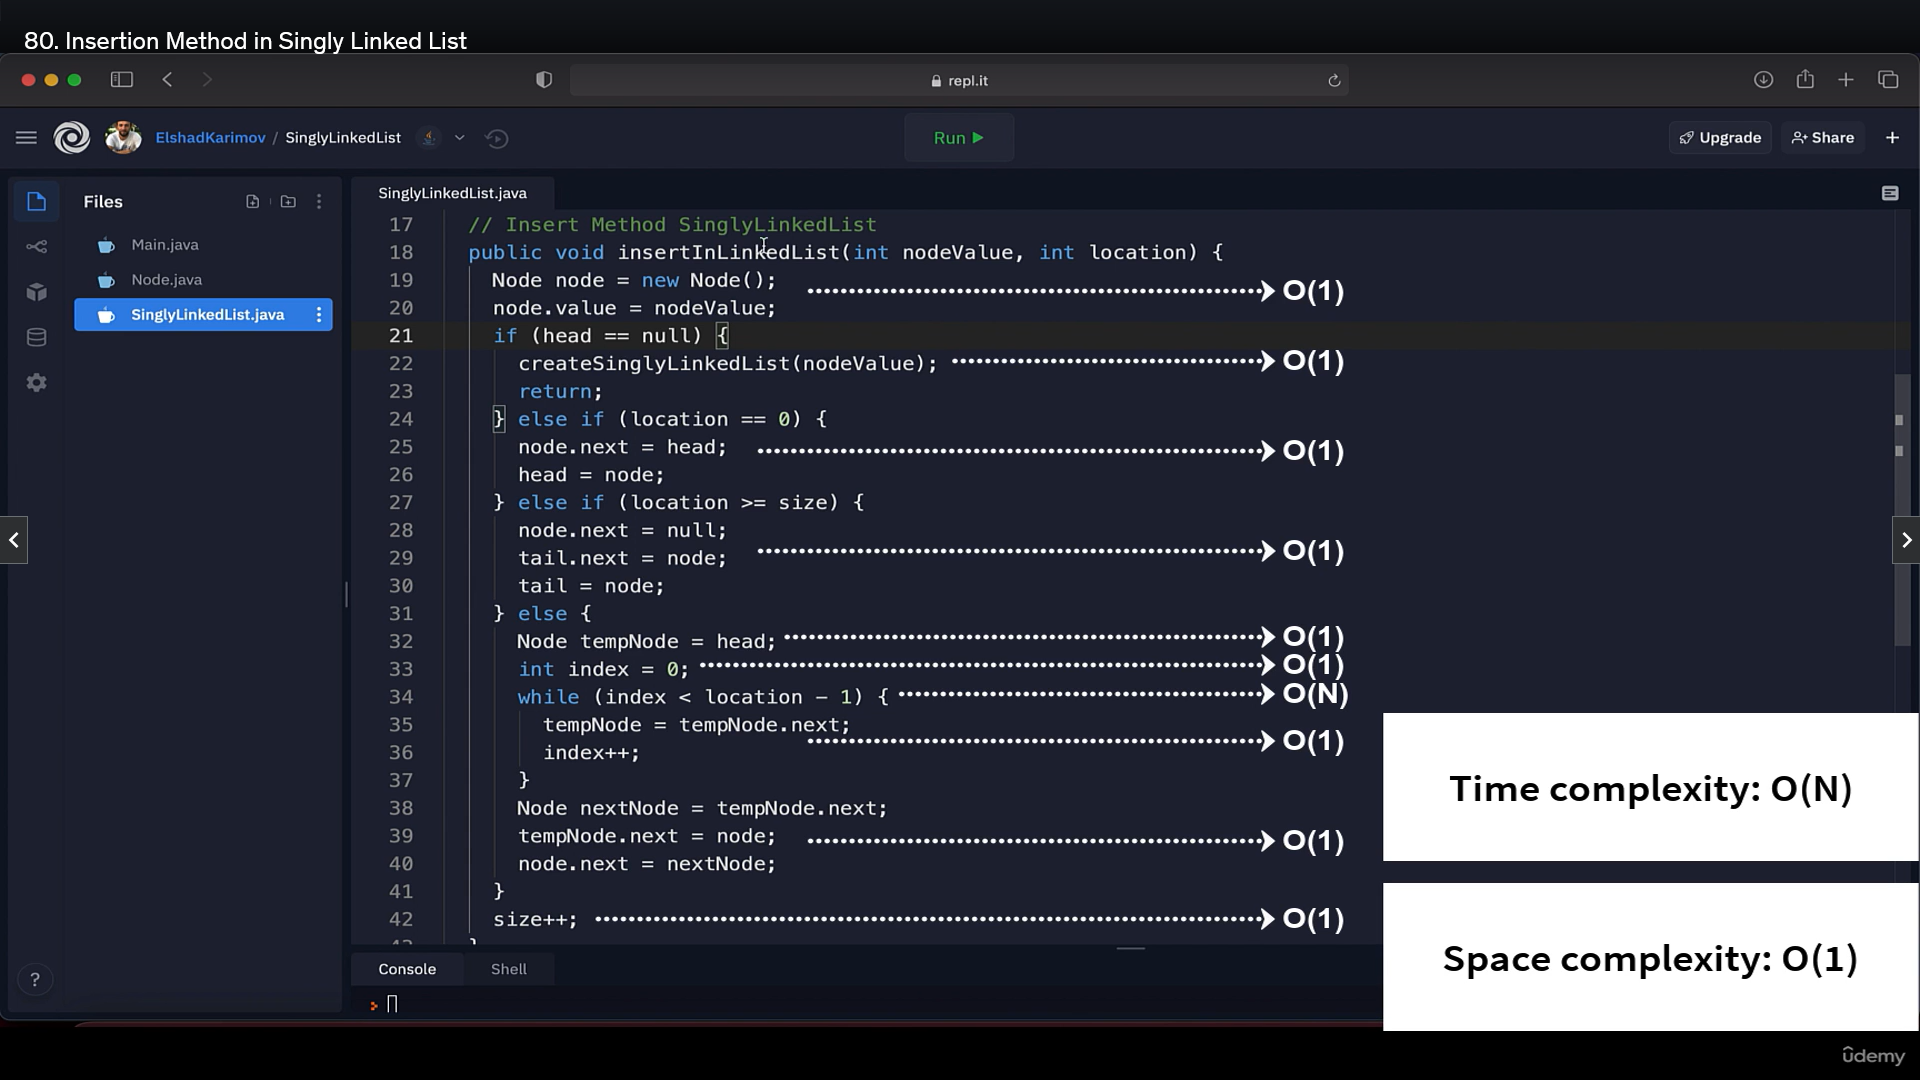 80. Insertion Method in Singly Linked List
repl.it
ElshadKarimov / SinglyLinkedList
Run
Upgrade
Share
Files
SinglyLinkedList.java
Main.java
Node.java
SinglyLinkedList.java
17 // Insert Method SinglyLinkedList
18 public void insertInLinkedList(int nodeValue, int location) {
19 Node node = new Node();
O(1)
20 node.value = nodeValue;
21 if (head == null) {
22 createSinglyLinkedList(nodeValue); O(1)
23 return;
24 } else if (location == 0) {
25 node.next = head; O(1)
26 head = node;
27 } else if (location >= size) {
28 node.next = null;
29 tail.next = node; O(1)
30 tail = node;
31 } else {
32 Node tempNode = head; O(1)
33 int index = 0; O(1)
34 while (index < location - 1) { O(N)
35 tempNode = tempNode.next;
O(1)
36 index++;
37 }
38 Node nextNode = tempNode.next;
39 tempNode.next = node; O(1)
40 node.next = nextNode;
41 }
42 size++; O(1)
Time complexity: O(N)
Space complexity: O(1)
Console
Shell
?
udemy